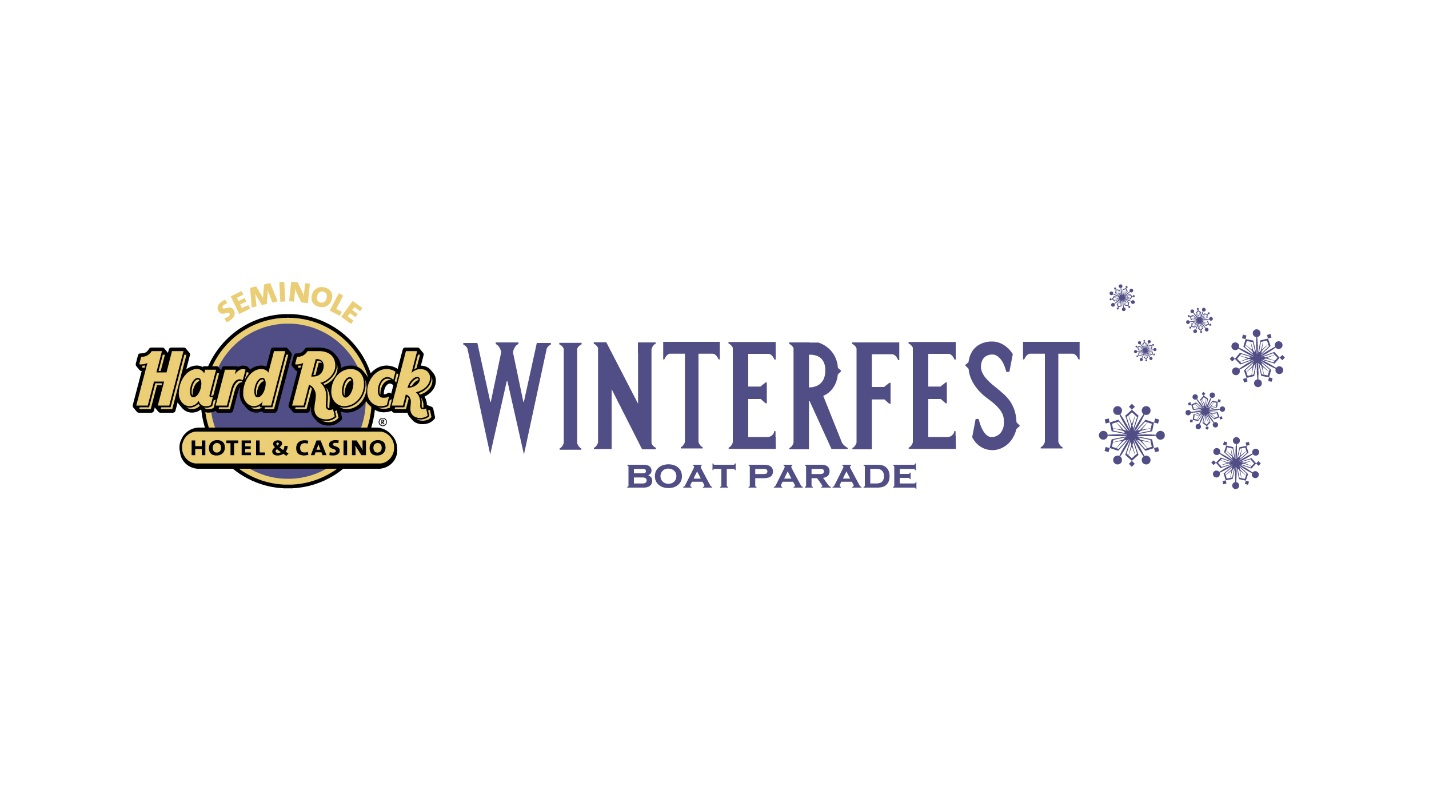 SEMINOLE
Hard Rock
®
HOTEL & CASINO
WINTERFEST
BOAT PARADE